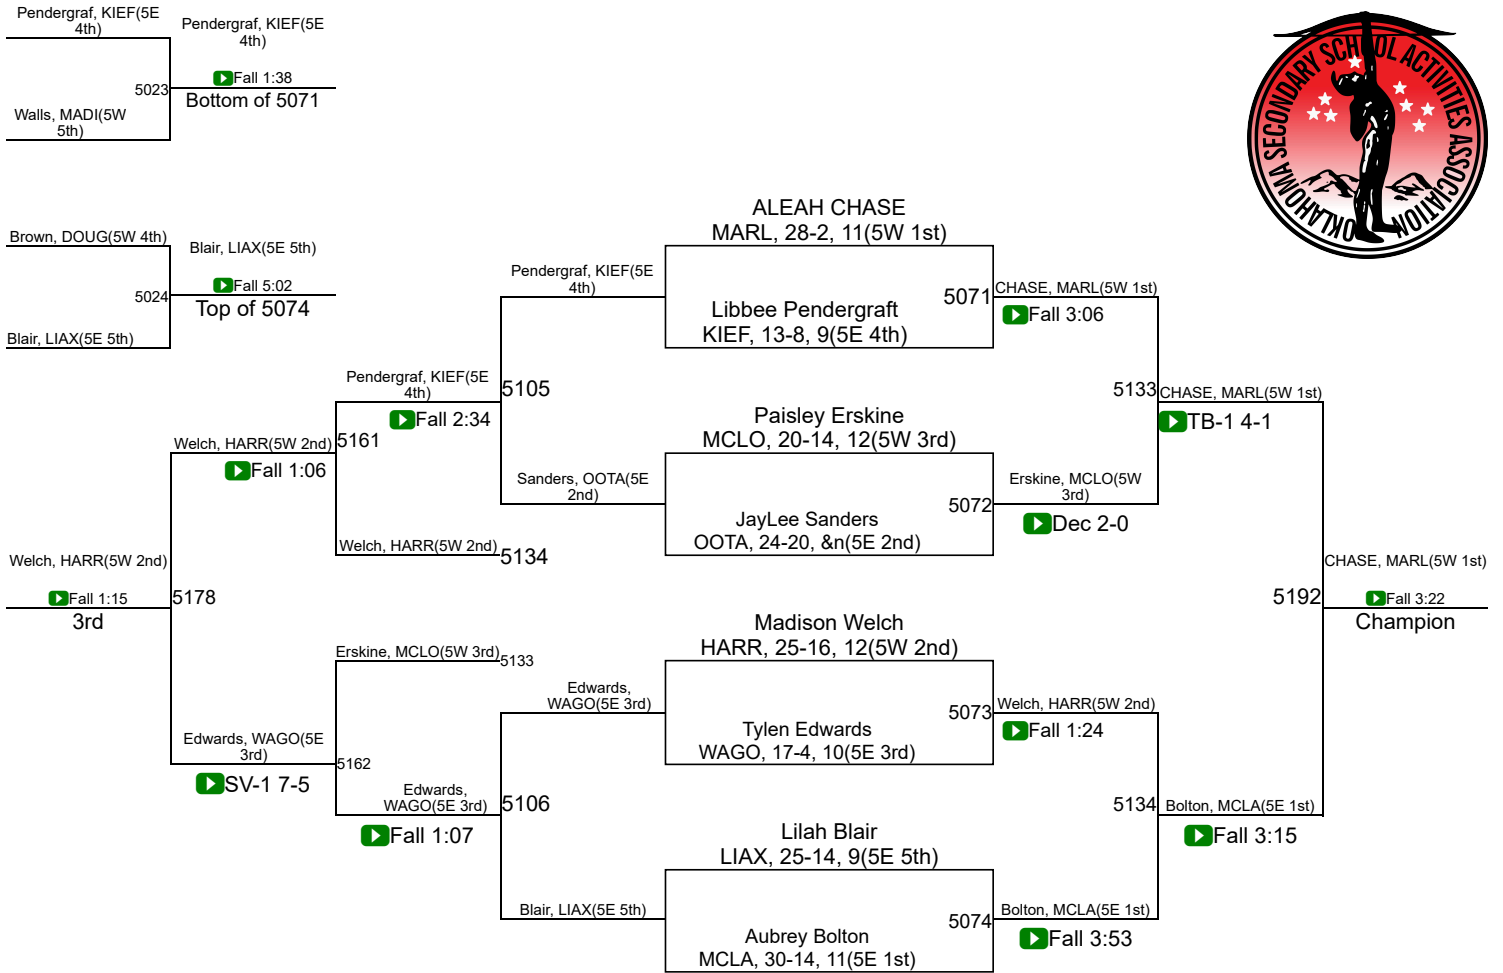 Pendergraf, KIEF(5E
4th)
Pendergraf, KIEF(5E
4th)
5023
Fall 1:38
Bottom of 5071
Walls, MADI(5W
5th)
OKLAHOMA SECONDARY SCHOOL ACTIVITIES ASSOCIATION
Brown, DOUG(5W 4th)
Blair, LIAX(5E 5th)
5024
Fall 5:02
Top of 5074
Blair, LIAX(5E 5th)
ALEAH CHASE
MARL, 28-2, 11(5W 1st)
Pendergraf, KIEF(5E
4th)
5071
CHASE, MARL(5W 1st)
Fall 3:06
Libbee Pendergraft
KIEF, 13-8, 9(5E 4th)
Pendergraf, KIEF(5E
4th)
5105
Fall 2:34
5133
CHASE, MARL(5W 1st)
TB-1 4-1
Paisley Erskine
MCLO, 20-14, 12(5W 3rd)
Welch, HARR(5W 2nd)
5161
Fall 1:06
Sanders, OOTA(5E
2nd)
5072
Erskine, MCLO(5W
3rd)
Dec 2-0
JayLee Sanders
OOTA, 24-20, &n(5E 2nd)
Welch, HARR(5W 2nd)
5134
Welch, HARR(5W 2nd)
Fall 1:15
3rd
5178
5192
CHASE, MARL(5W 1st)
Fall 3:22
Champion
Madison Welch
HARR, 25-16, 12(5W 2nd)
Erskine, MCLO(5W 3rd)
5133
Edwards,
WAGO(5E 3rd)
5073
Welch, HARR(5W 2nd)
Fall 1:24
Tylen Edwards
WAGO, 17-4, 10(5E 3rd)
Edwards, WAGO(5E
3rd)
5162
SV-1 7-5
Edwards,
WAGO(5E 3rd)
5106
Fall 1:07
5134
Bolton, MCLA(5E 1st)
Fall 3:15
Lilah Blair
LIAX, 25-14, 9(5E 5th)
Blair, LIAX(5E 5th)
5074
Bolton, MCLA(5E 1st)
Fall 3:53
Aubrey Bolton
MCLA, 30-14, 11(5E 1st)